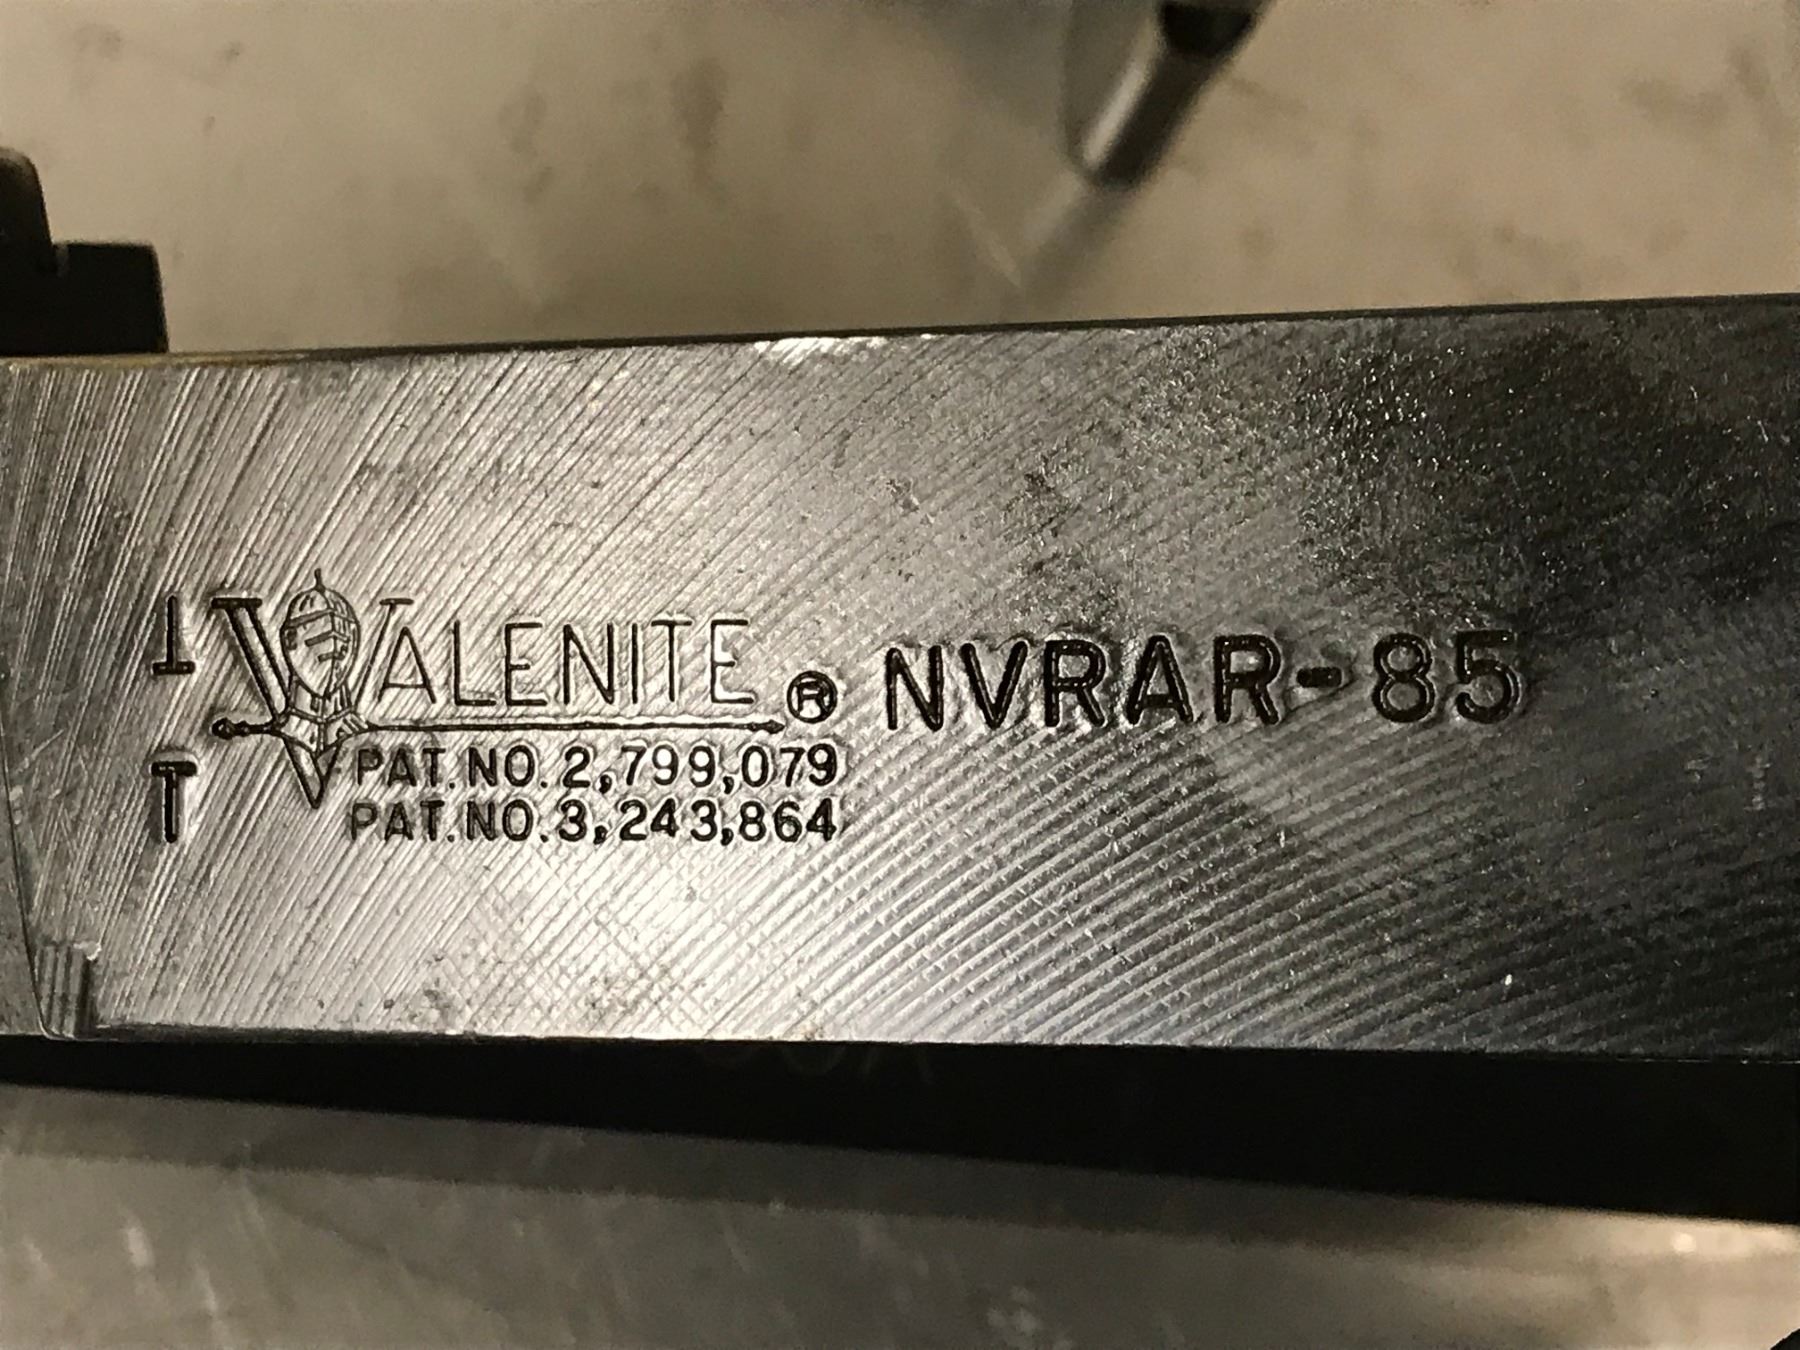 VALENITE ® NVRAR-85
PAT. NO. 2,799,079
PAT. NO. 3,243,864